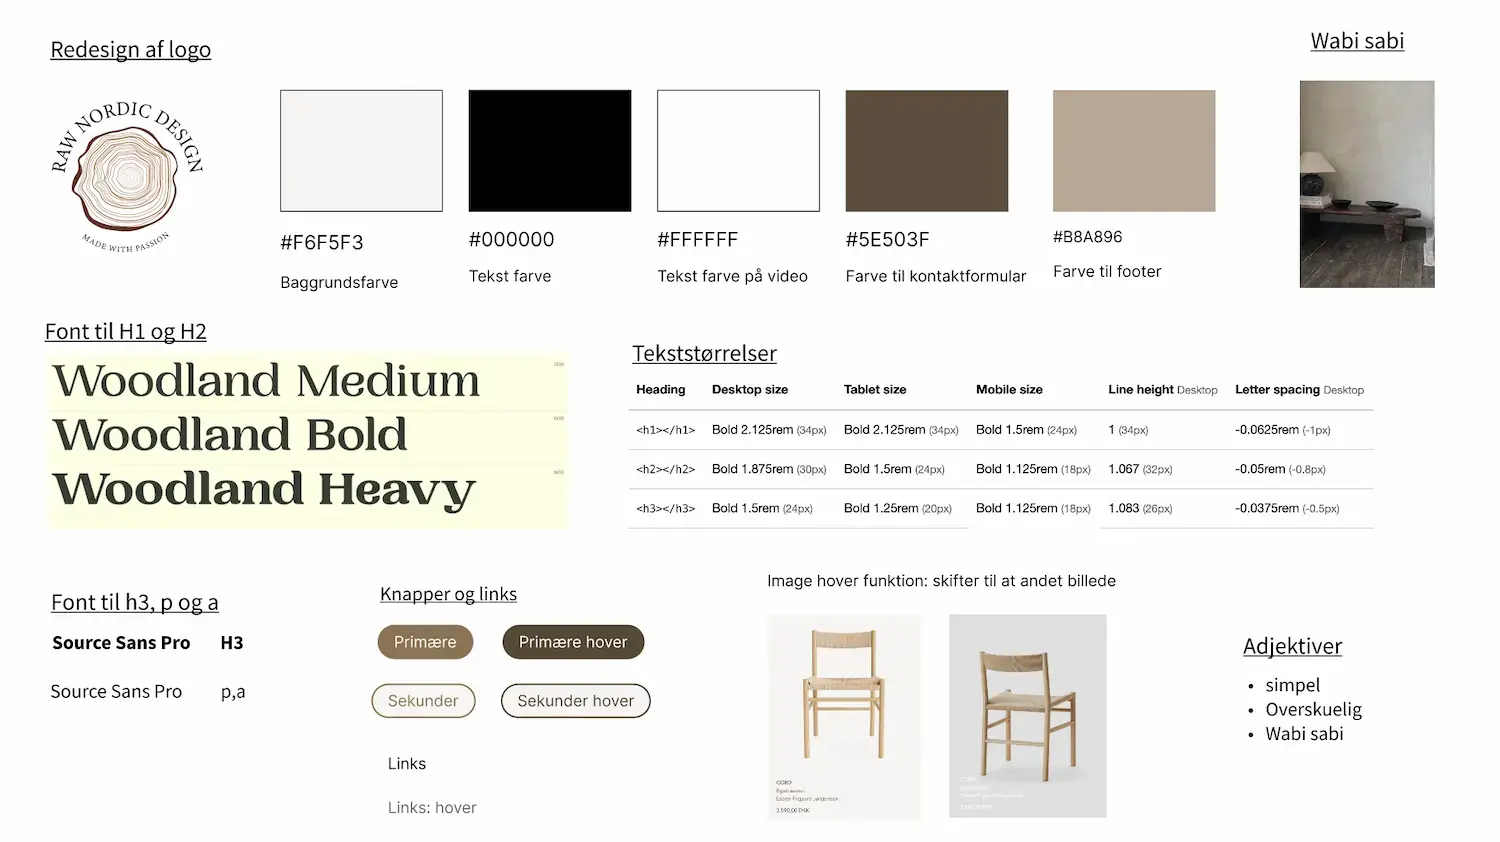 Redesign af logo
RAW NORDIC DESIGN
MADE WITH PASSION
#F6F5F3
Baggrundsfarve
#000000
Tekst farve
#FFFFFF
Tekst farve på video
#5E503F
Farve til kontaktformular
#B8A896
Farve til footer
Wabi sabi
Font til H1 og H2
Woodland Medium
Woodland Bold
Woodland Heavy
Tekststørrelser
Heading Desktop size Tablet size Mobile size Line height Desktop Letter spacing Desktop
<h1></h1> Bold 2.125rem (34px) Bold 2.125rem (34px) Bold 1.5rem (24px) 1 (34px) -0.0625rem (-1px)
<h2></h2> Bold 1.875rem (30px) Bold 1.5rem (24px) Bold 1.125rem (18px) 1.067 (32px) -0.05rem (-0.8px)
<h3></h3> Bold 1.5rem (24px) Bold 1.25rem (20px) Bold 1.125rem (18px) 1.083 (26px) -0.0375rem (-0.5px)
Font til h3, p og a
Source Sans Pro H3
Source Sans Pro p,a
Knapper og links
Primære
Primære hover
Sekunder
Sekunder hover
Links
Links: hover
Image hover funktion: skifter til at andet billede
2.590,00 DKK
Adjektiver
• simpel
• Overskuelig
• Wabi sabi